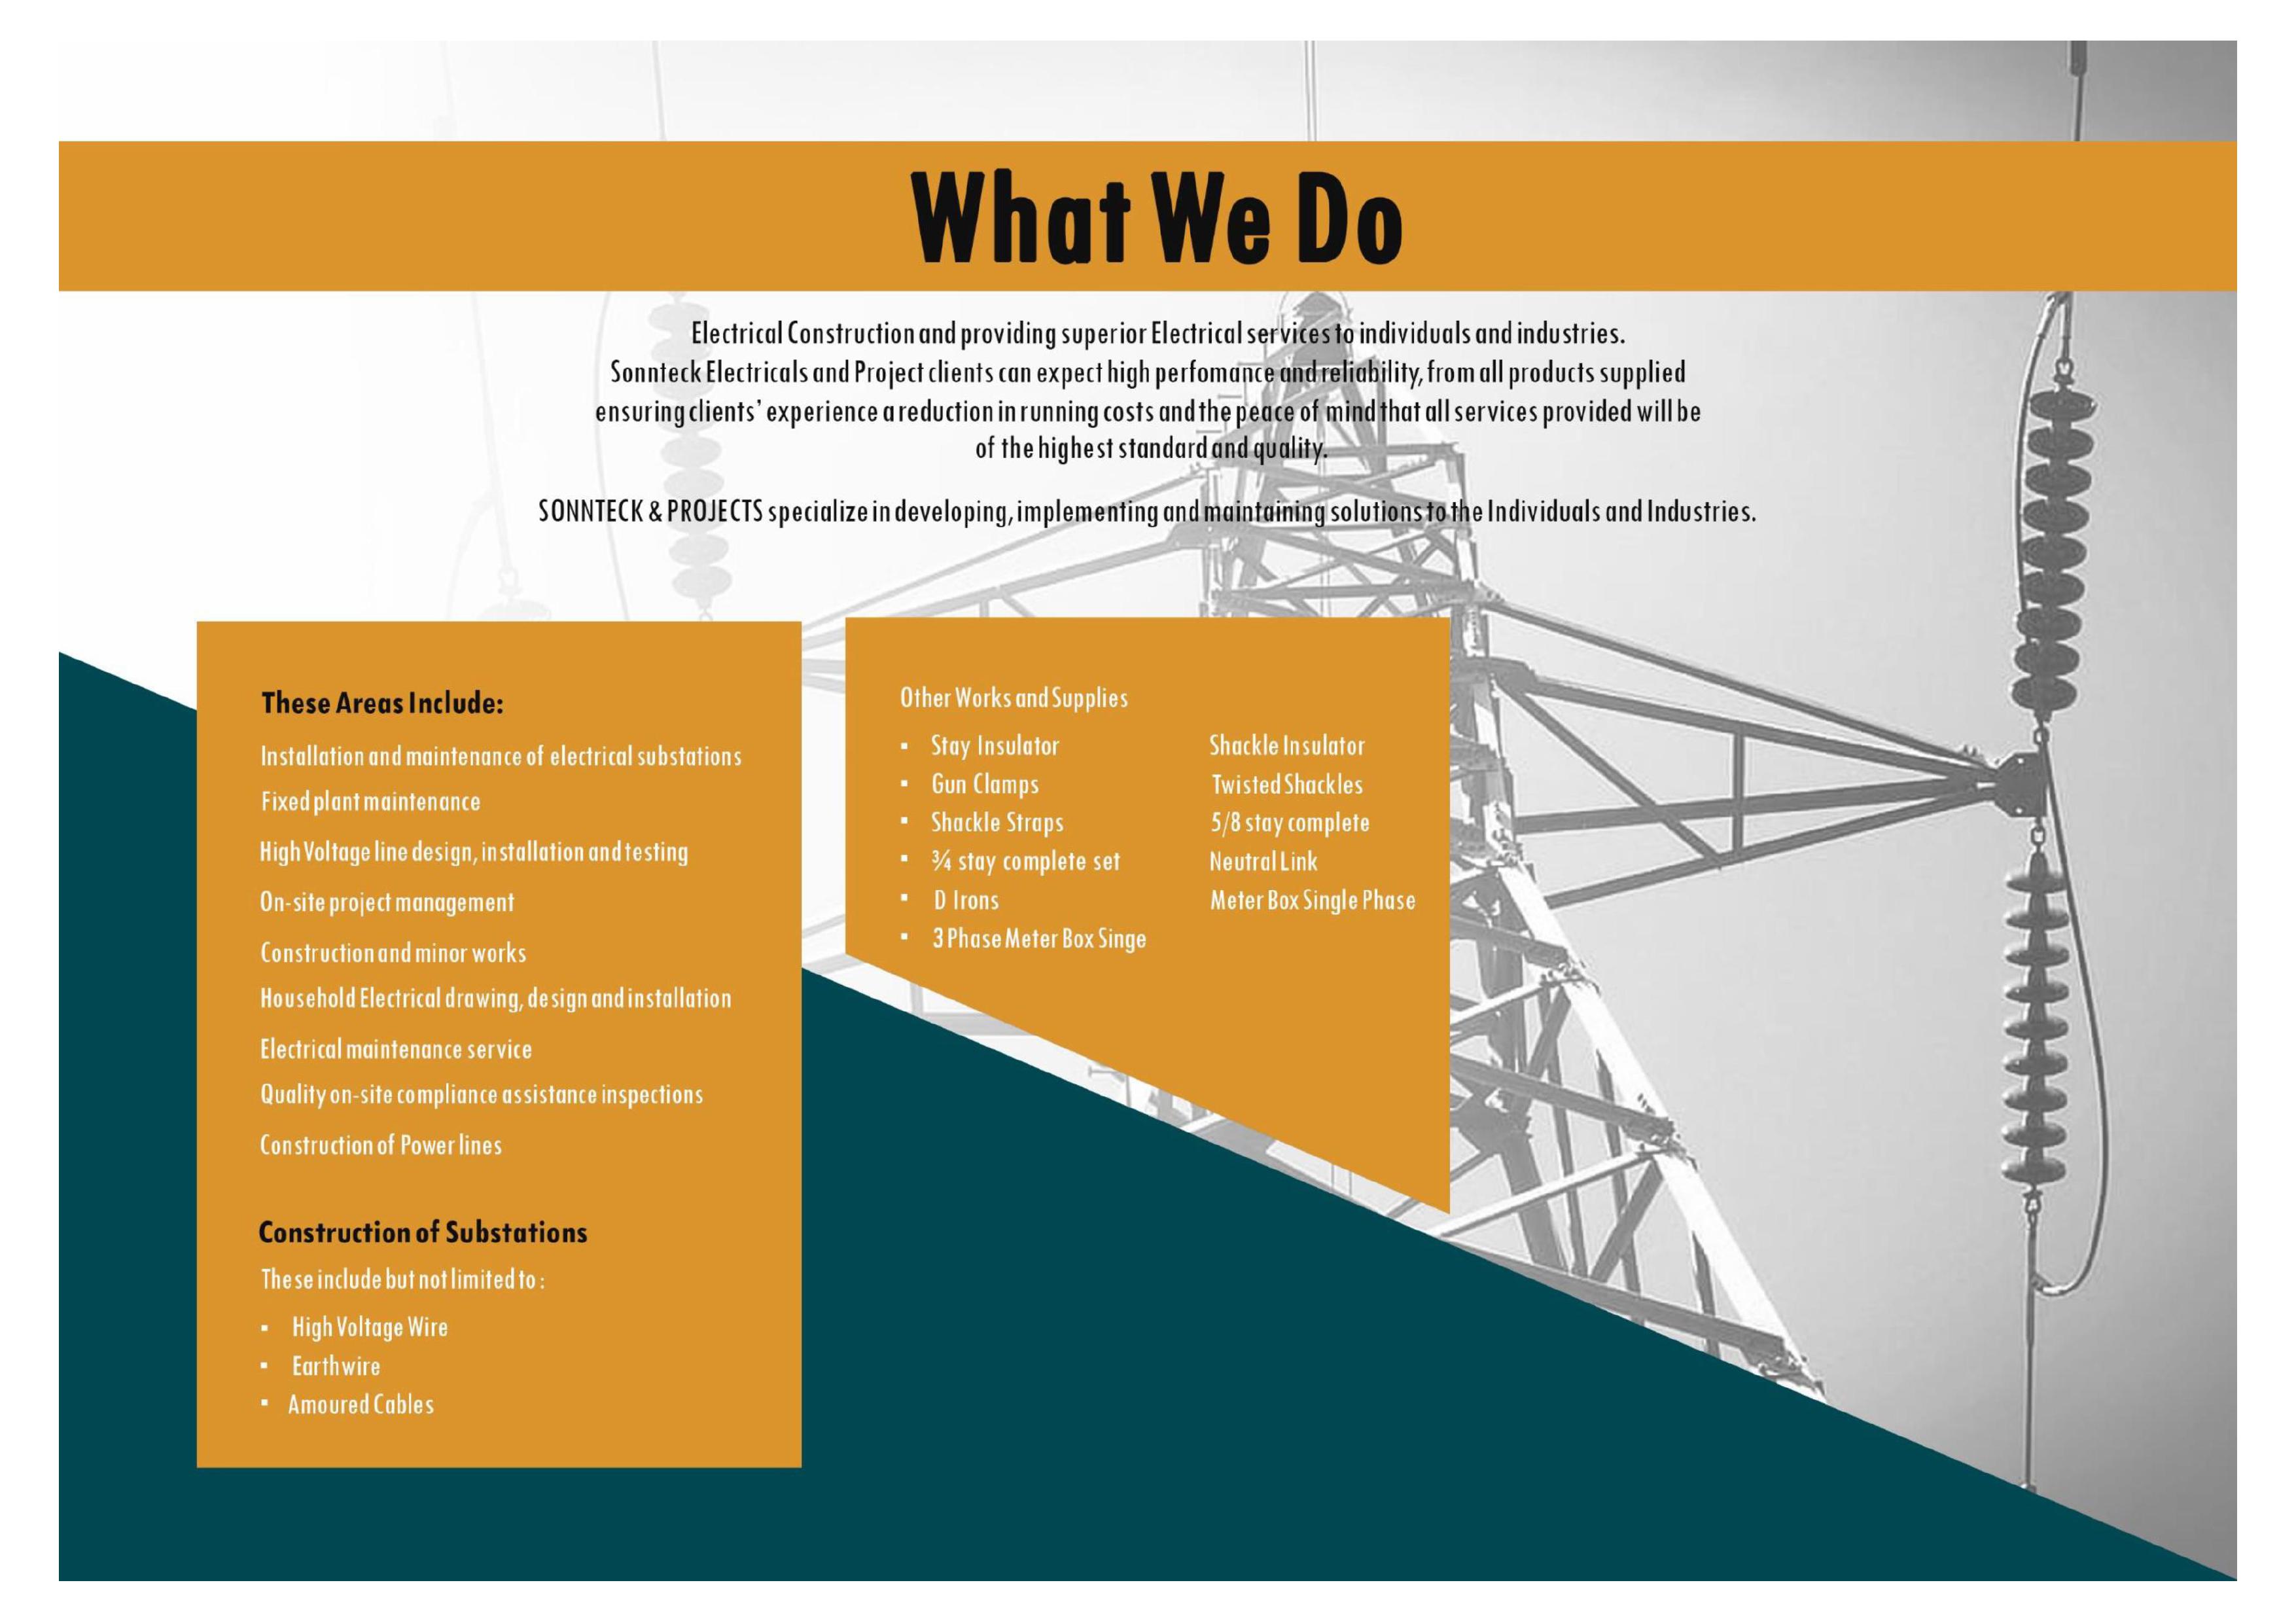 What We Do
Electrical Construction and providing superior Electrical services to individuals and industries.
Sonnteck Electricals and Project clients can expect high perfomance and reliability, from all products supplied
ensuring clients' experience a reduction in running costs and the peace of mind that all services provided will be
of the highest standard and quality.
SONNTECK & PROJECTS specialize in developing, implementing and maintaining solutions to the Individuals and Industries.
These Areas Include:
Installation and maintenance of electrical substations
Fixed plant maintenance
High Voltage line design, installation and testing
On-site project management
Construction and minor works
Household Electrical drawing, design and installation
Electrical maintenance service
Quality on-site compliance assistance inspections
Construction of Power lines
Construction of Substations
These include but not limited to :
▪ High Voltage Wire
▪ Earthwire
▪ Amoured Cables
Other Works and Supplies
▪ Stay Insulator
▪ Gun Clamps
▪ Shackle Straps
▪ ¾ stay complete set
▪ D Irons
▪ 3 Phase Meter Box Singe
Shackle Insulator
Twisted Shackles
5/8 stay complete
Neutral Link
Meter Box Single Phase